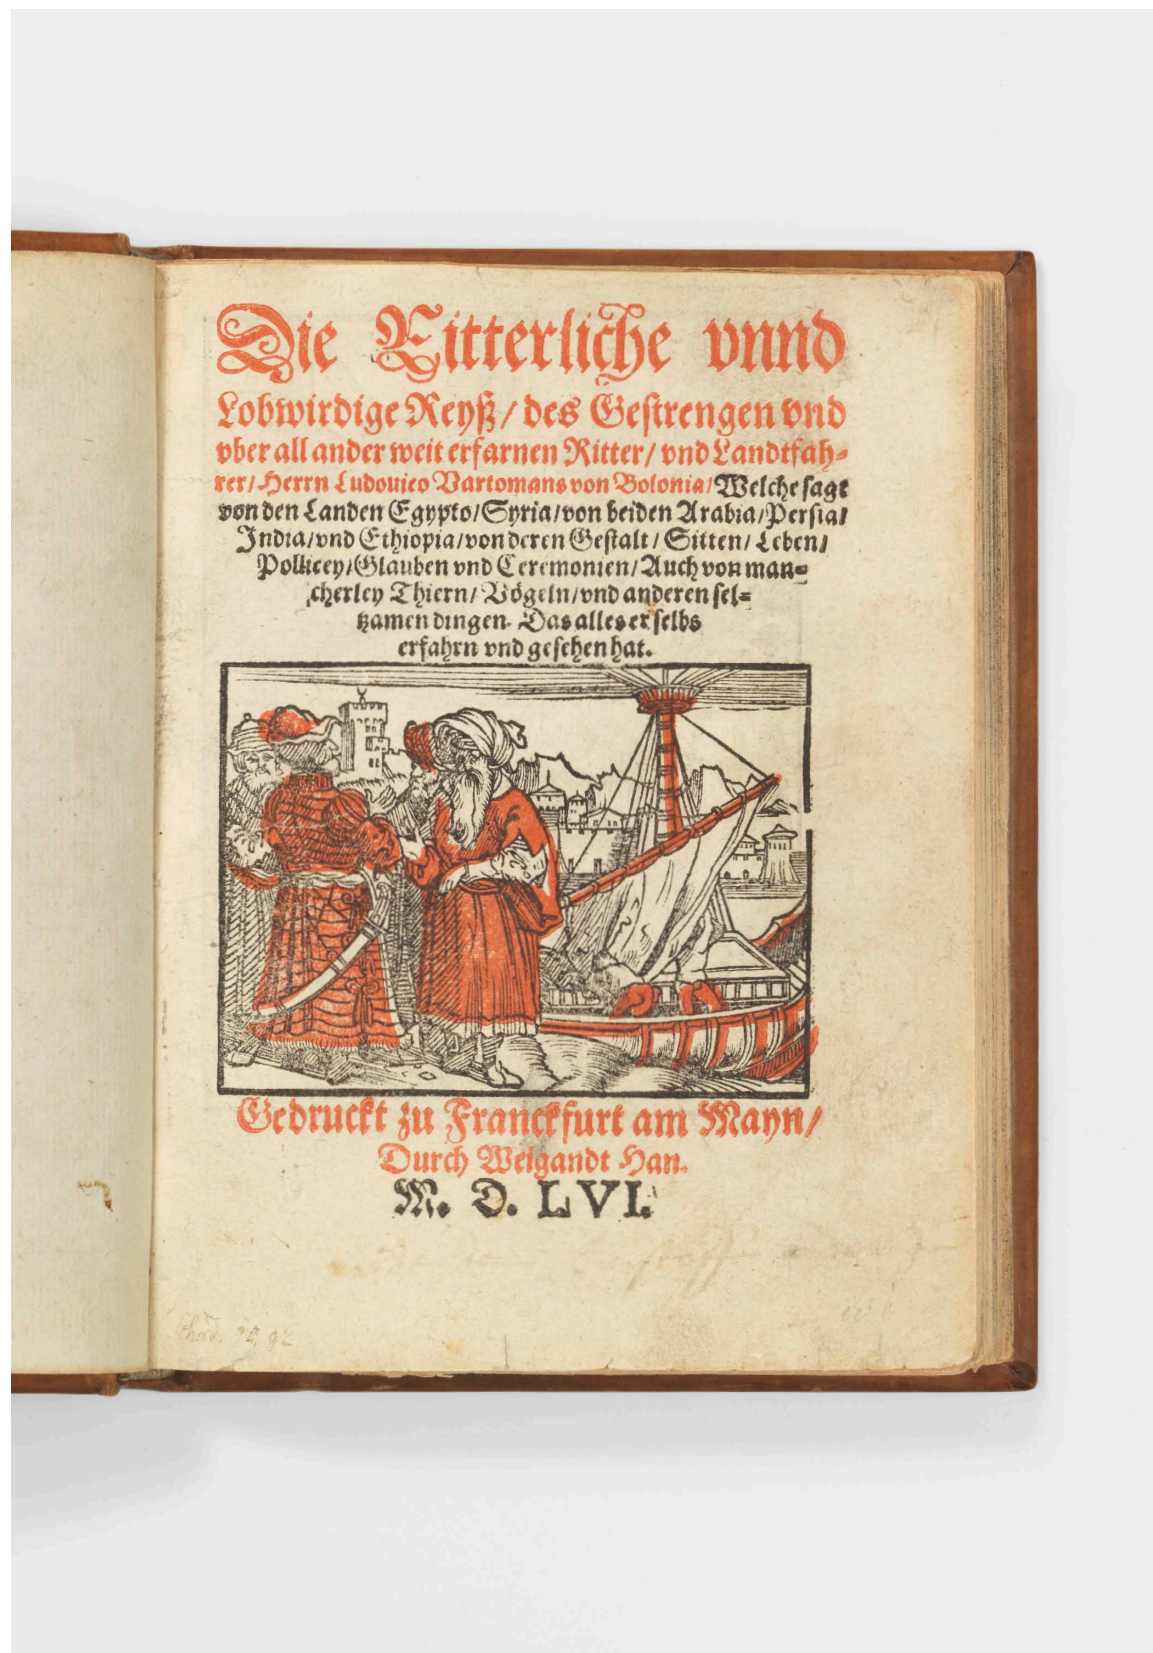 Die Ritterliche vnnd
Lobwirdige Reyß / des Gestrengen vnd
vber all ander weit erfarnen Ritter / vnd Landtfah⸗
rer / Herrn Ludouico Vartomans von Bolonia / Welche sagt
von den Landen Egypto / Syria / von beiden Arabia / Persia /
India / vnd Ethiopia / von deren Gestalt / Sitten / Leben /
Pollicey / Glauben vnd Ceremonien / Auch von man⸗
cherley Thiern / Vögeln / vnd anderen sel⸗
tzamen dingen. Das alles er selbs
erfahrn vnd gesehen hat.
Gedruckt zu Franckfurt am Mayn /
Durch Weigandt Han.
M. D. LVI.